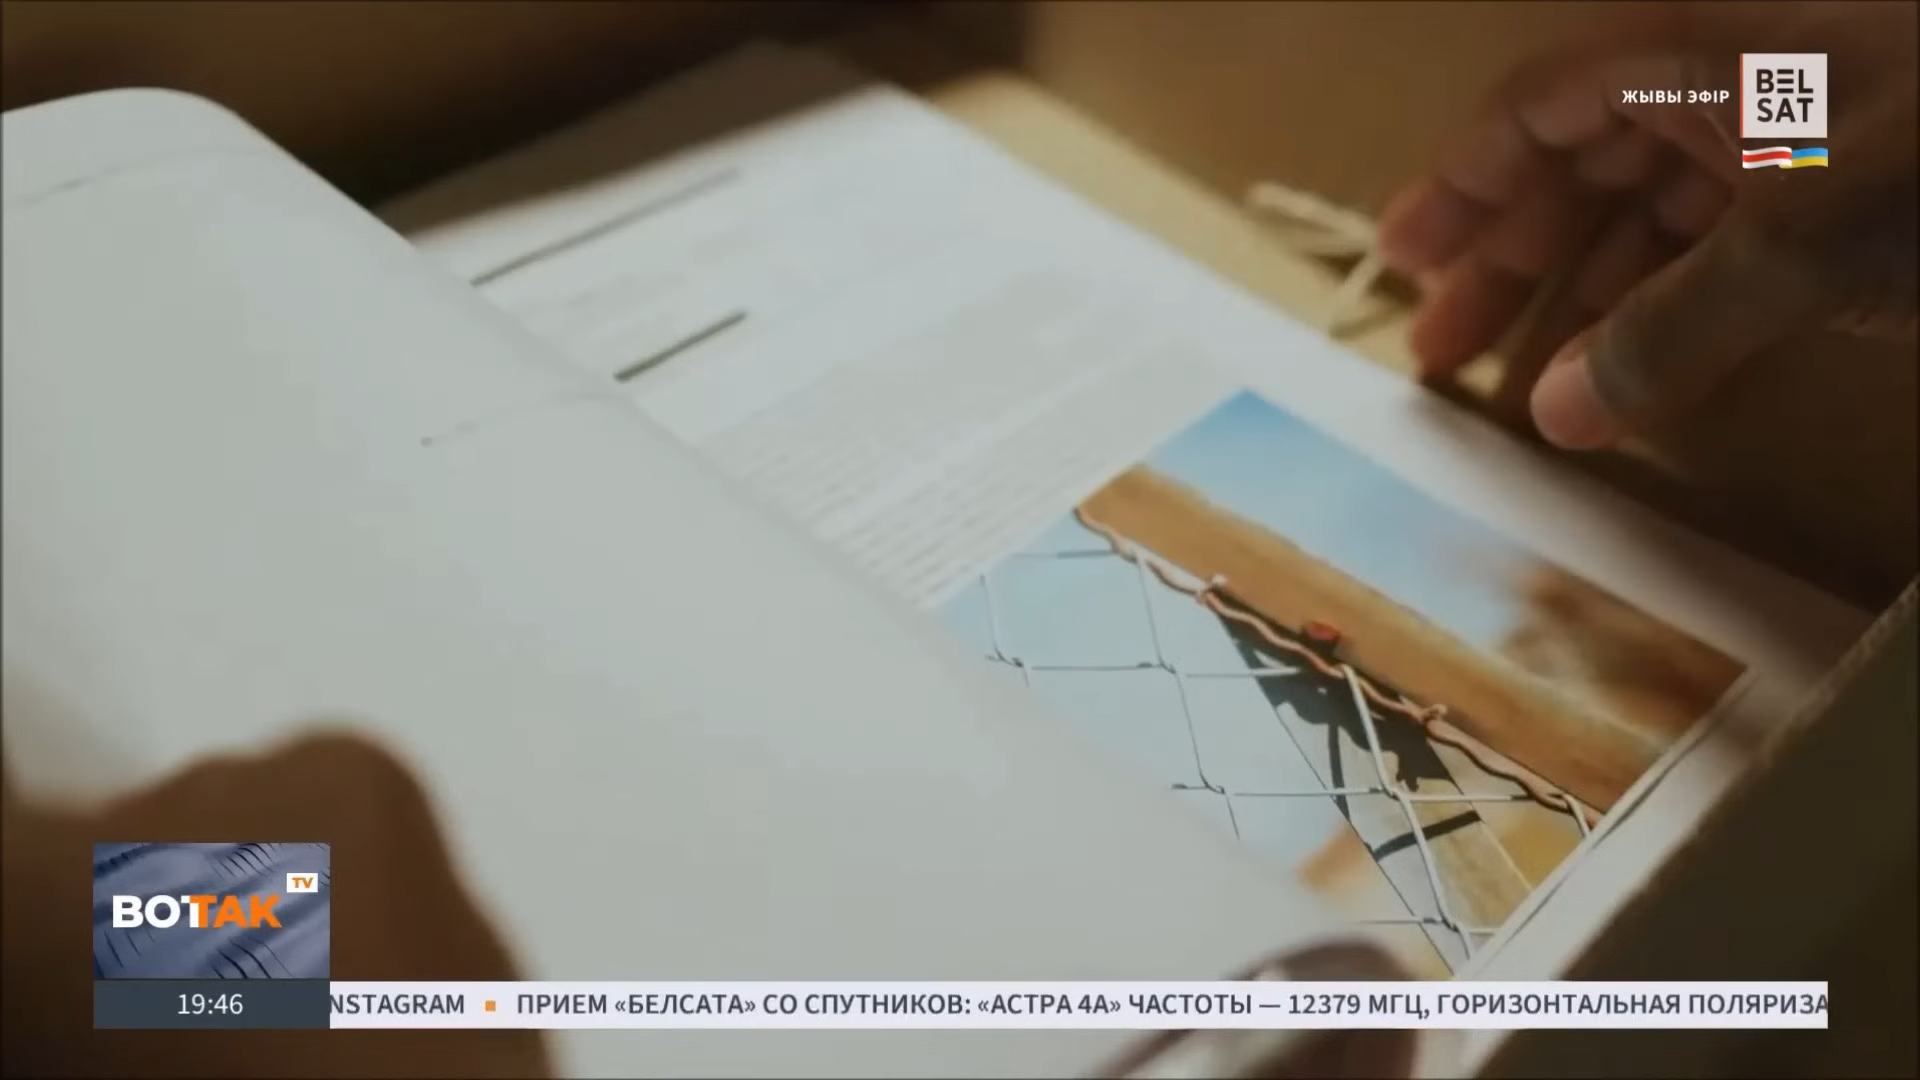 ЖЫВЫ ЭФІР
BEL
SAT
TV
ВОТТАК
19:46
NSTAGRAM ▪ ПРИЕМ «БЕЛСАТА» СО СПУТНИКОВ: «АСТРА 4А» ЧАСТОТЫ — 12379 МГЦ, ГОРИЗОНТАЛЬНАЯ ПОЛЯРИЗА